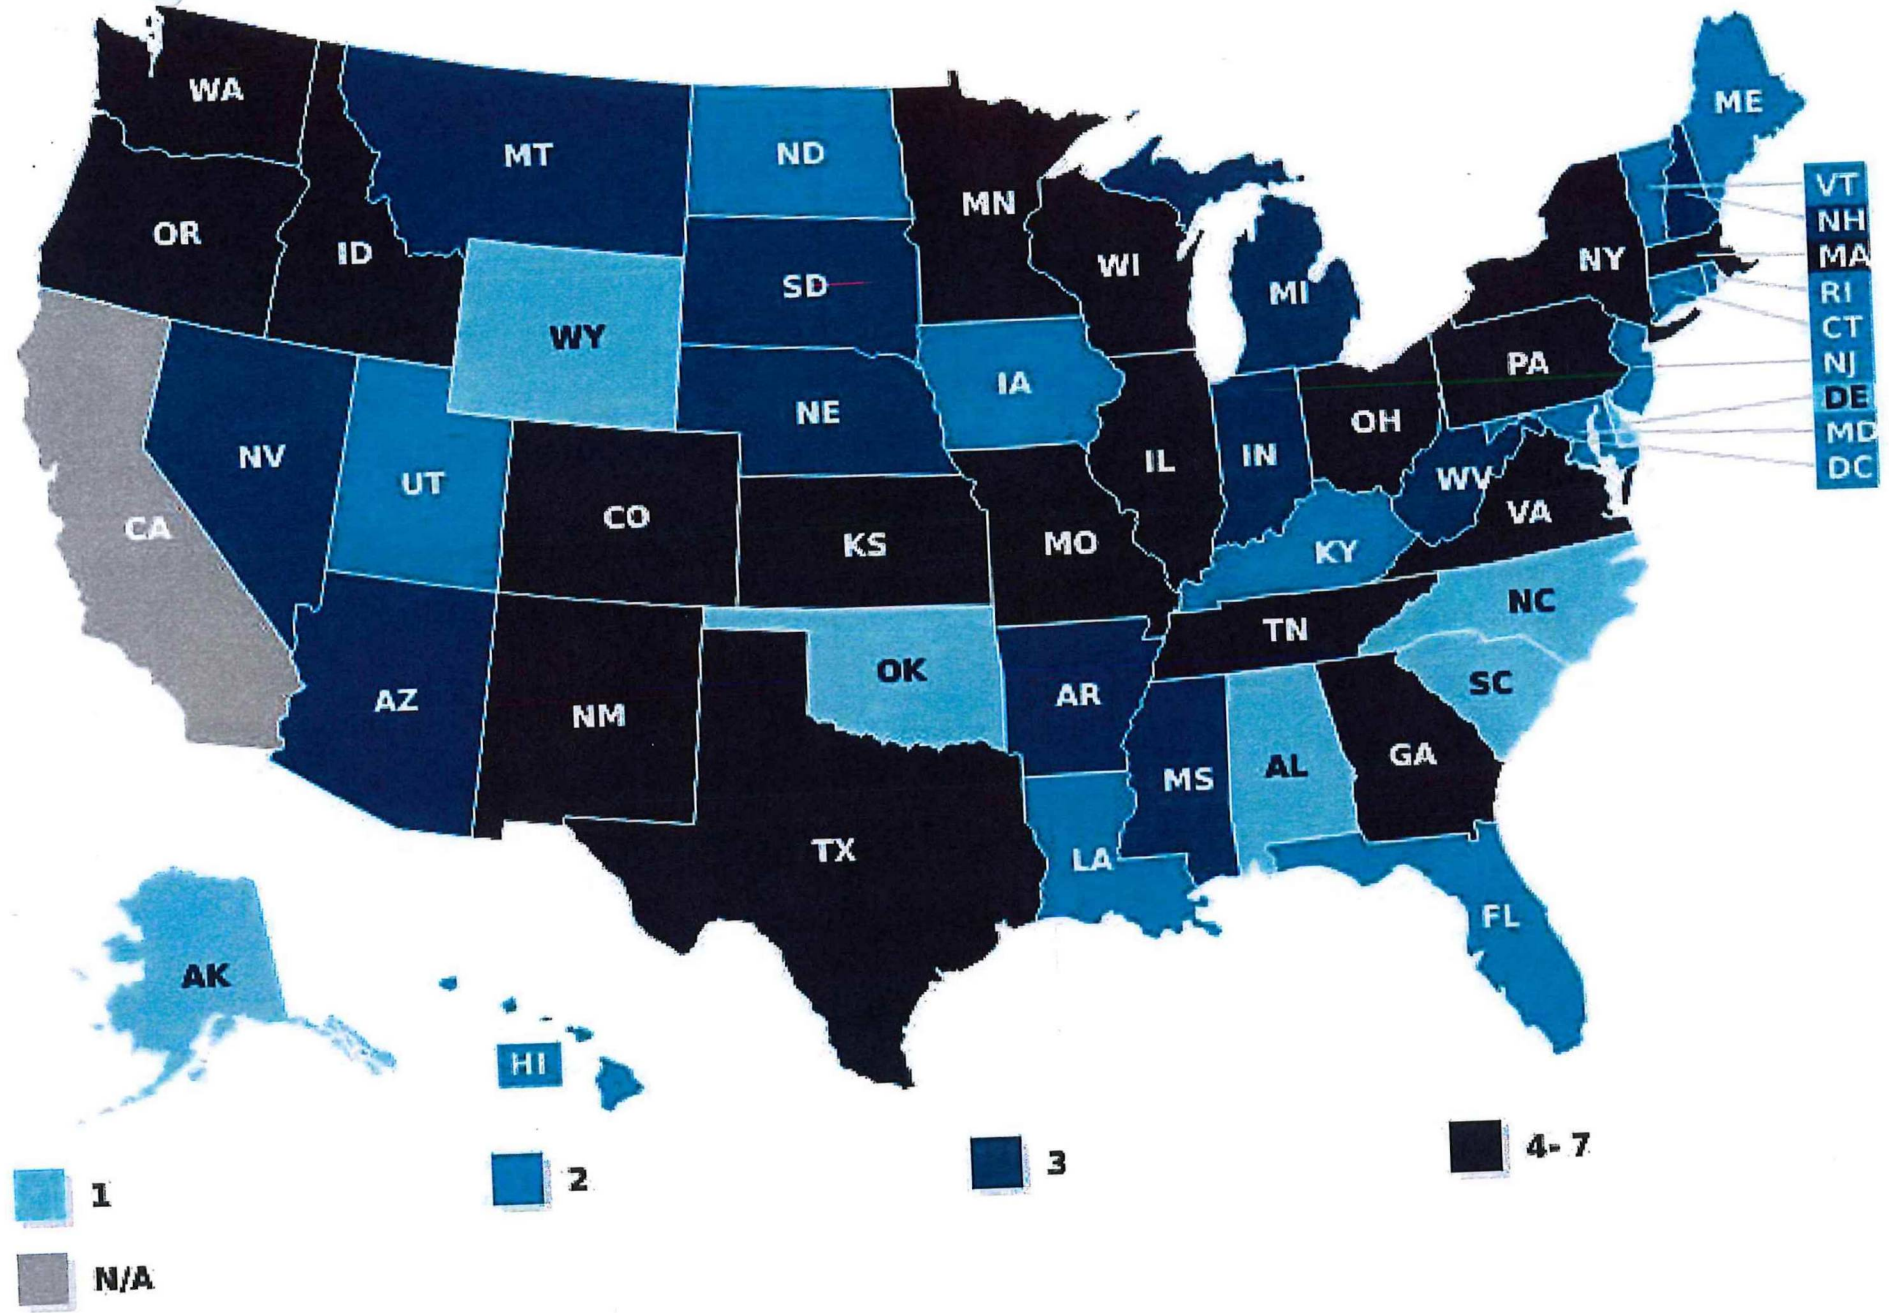 WA
MT
ND
MN
OR
ID
SD
WI
MI
NY
ME
VT
NH
MA
RI
CT
NJ
DE
MD
DC
WY
NE
IA
PA
OH
NV
UT
CO
KS
MO
IL
IN
WV
VA
KY
CA
NC
TN
SC
AZ
NM
OK
AR
MS
AL
GA
TX
LA
FL
AK
HI
1
2
3
4- 7
N/A